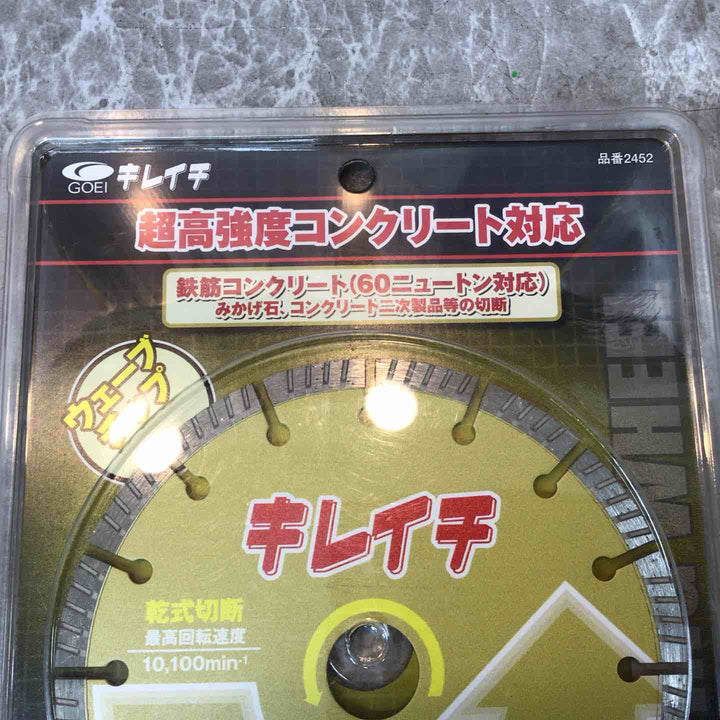 GOEI キレイチ
品番2452
超高強度コンクリート対応
鉄筋コンクリート(60ニュートン対応)
みかげ石、コンクリート二次製品等の切断
ウェーブ
キレイチ
乾式切断
最高回転速度
10,100min⁻¹